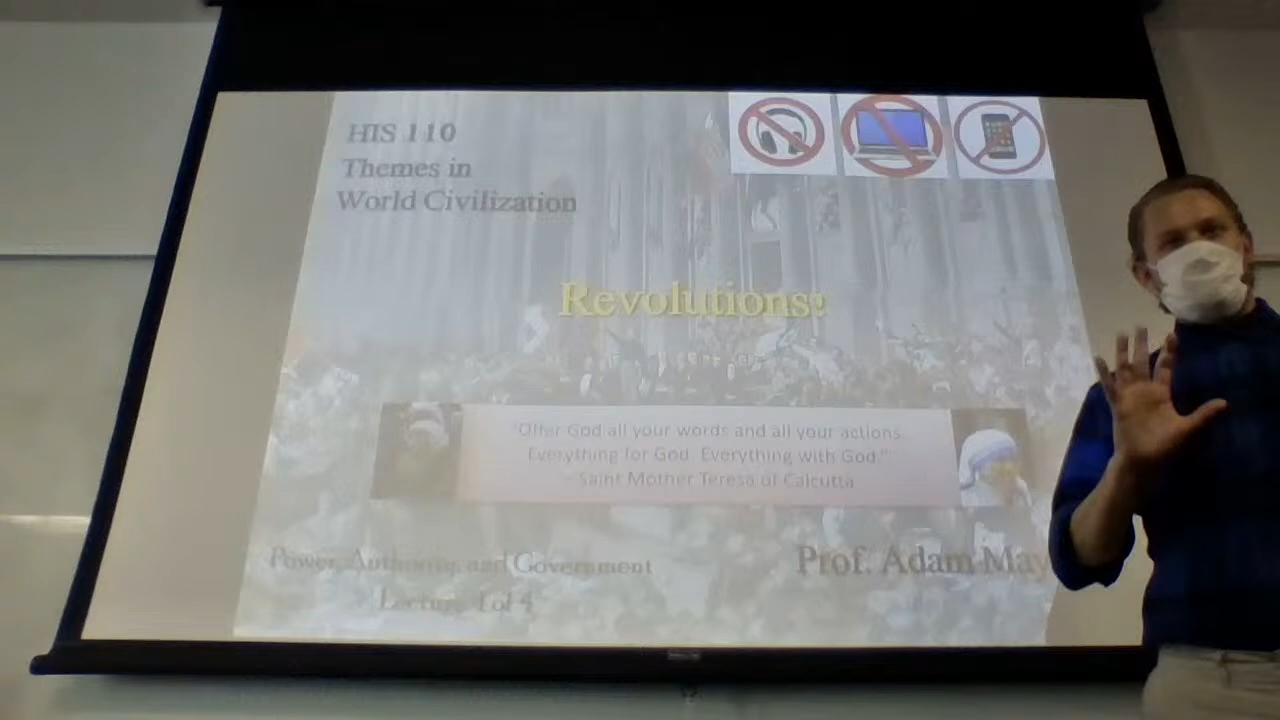 HIS 110
Themes in
World Civilization
Revolutions:
"Offer God all your words and all your actions.
Everything for God. Everything with God."
- Saint Mother Teresa of Calcutta
Power, Authority, and Government
Prof. Adam May
Lecture 1 of 4